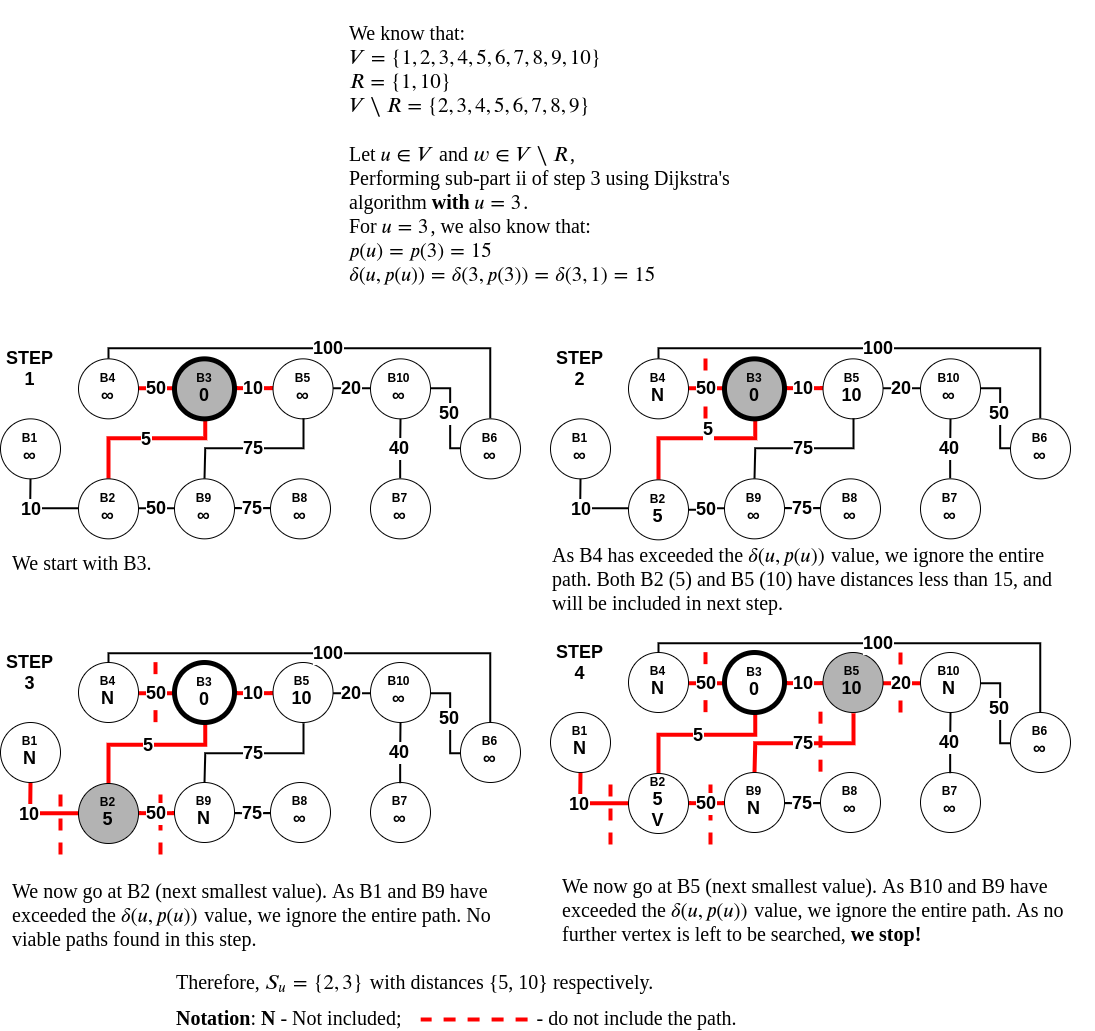 We know that:
V = {1, 2, 3, 4, 5, 6, 7, 8, 9, 10}
R = {1, 10}
V \ R = {2, 3, 4, 5, 6, 7, 8, 9}
Let u ∈ V and w ∈ V \ R,
Performing sub-part ii of step 3 using Dijkstra's
algorithm with u = 3.
For u = 3, we also know that:
p(u) = p(3) = 15
δ(u, p(u)) = δ(3, p(3)) = δ(3, 1) = 15
STEP
1
100
B4
∞
50
B3
0
10
B5
∞
20
B10
∞
50
B1
∞
5
75
40
B6
∞
10
B2
∞
50
B9
∞
75
B8
∞
B7
∞
We start with B3.
STEP
2
100
B4
N
50
B3
0
10
B5
10
20
B10
∞
50
B1
∞
5
75
40
B6
∞
10
B2
5
50
B9
∞
75
B8
∞
B7
∞
As B4 has exceeded the δ(u, p(u)) value, we ignore the entire
path. Both B2 (5) and B5 (10) have distances less than 15, and
will be included in next step.
STEP
3
100
B4
N
50
B3
0
10
B5
10
20
B10
∞
50
B1
N
5
75
40
B6
∞
10
B2
5
50
B9
N
75
B8
∞
B7
∞
We now go at B2 (next smallest value). As B1 and B9 have
exceeded the δ(u, p(u)) value, we ignore the entire path. No
viable paths found in this step.
STEP
4
100
B4
N
50
B3
0
10
B5
10
20
B10
N
50
B1
N
5
75
40
B6
∞
10
B2
5
V
50
B9
N
75
B8
∞
B7
∞
We now go at B5 (next smallest value). As B10 and B9 have
exceeded the δ(u, p(u)) value, we ignore the entire path. As no
further vertex is left to be searched, we stop!
Therefore, Sᵤ = {2, 3} with distances {5, 10} respectively.
Notation: N - Not included; - do not include the path.